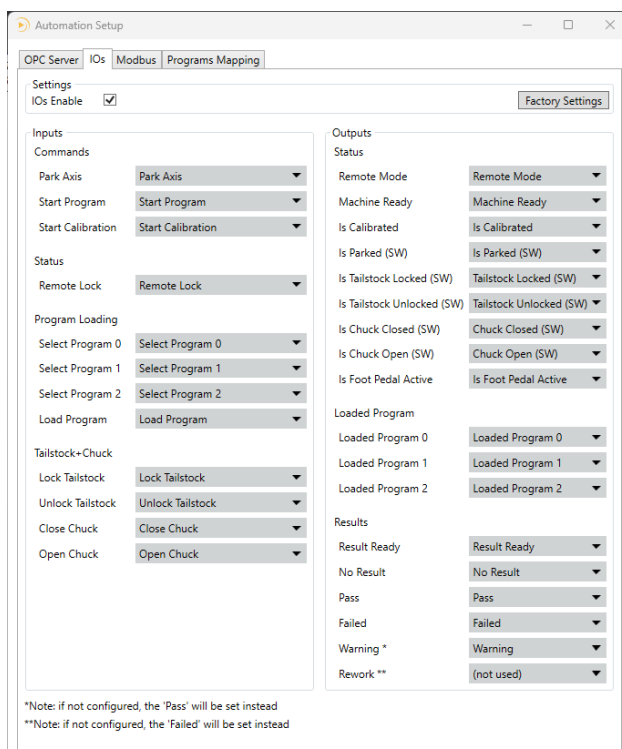 Automation Setup
OPC Server IOs Modbus Programs Mapping
Settings
IOs Enable Factory Settings
Inputs
Commands
Park Axis Park Axis
Start Program Start Program
Start Calibration Start Calibration
Status
Remote Lock Remote Lock
Program Loading
Select Program 0 Select Program 0
Select Program 1 Select Program 1
Select Program 2 Select Program 2
Load Program Load Program
Tailstock+Chuck
Lock Tailstock Lock Tailstock
Unlock Tailstock Unlock Tailstock
Close Chuck Close Chuck
Open Chuck Open Chuck
Outputs
Status
Remote Mode Remote Mode
Machine Ready Machine Ready
Is Calibrated Is Calibrated
Is Parked (SW) Is Parked (SW)
Is Tailstock Locked (SW) Tailstock Locked (SW)
Is Tailstock Unlocked (SW) Tailstock Unlocked (SW)
Is Chuck Closed (SW) Chuck Closed (SW)
Is Chuck Open (SW) Chuck Open (SW)
Is Foot Pedal Active Is Foot Pedal Active
Loaded Program
Loaded Program 0 Loaded Program 0
Loaded Program 1 Loaded Program 1
Loaded Program 2 Loaded Program 2
Results
Result Ready Result Ready
No Result No Result
Pass Pass
Failed Failed
Warning * Warning
Rework ** (not used)
*Note: if not configured, the 'Pass' will be set instead
**Note: if not configured, the 'Failed' will be set instead